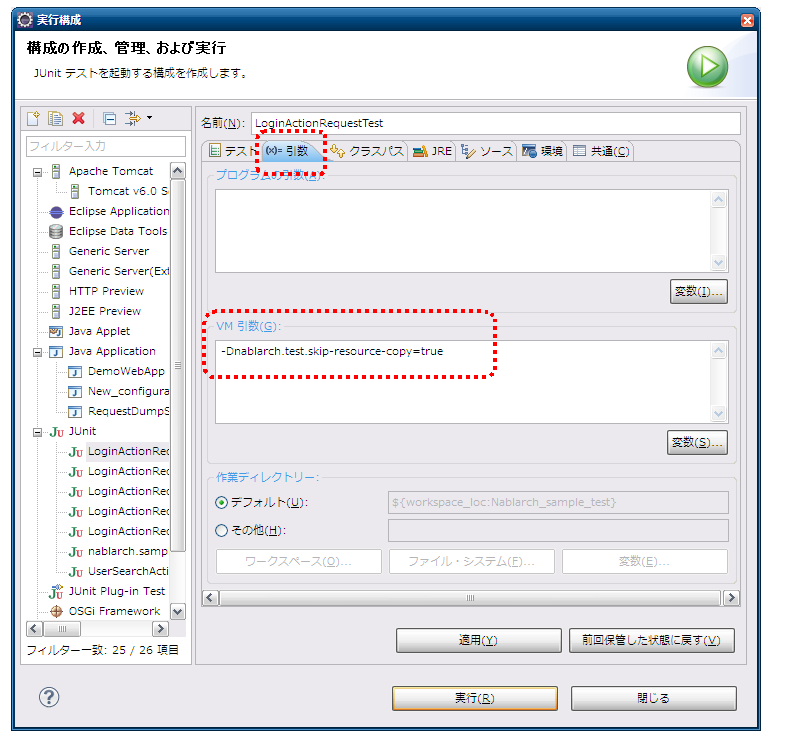 実行構成
構成の作成、管理、および実行
JUnit テストを起動する構成を作成します。
フィルター入力
Apache Tomcat
Tomcat v6.0 S
Eclipse Application
Eclipse Data Tools
Generic Server
Generic Server(Ext
HTTP Preview
J2EE Preview
Java Applet
Java Application
DemoWebApp
New_configura
RequestDumpS
JUnit
LoginActionRec
LoginActionRec
LoginActionRec
LoginActionRec
LoginActionRec
nablarch.samp
UserSearchActi
JUnit Plug-in Test
OSGi Framework
フィルター一致: 25 / 26 項目
名前(N): LoginActionRequestTest
テスト (x)= 引数 クラスパス JRE ソース 環境 共通(C)
プログラムの引数(A):
変数(I)...
VM 引数(G):
-Dnablarch.test.skip-resource-copy=true
変数(S)...
作業ディレクトリー:
デフォルト(U): ${workspace_loc:Nablarch_sample_test}
その他(H):
ワークスペース(O)... ファイル・システム(F)... 変数(E)...
適用(Y) 前回保管した状態に戻す(V)
実行(R) 閉じる